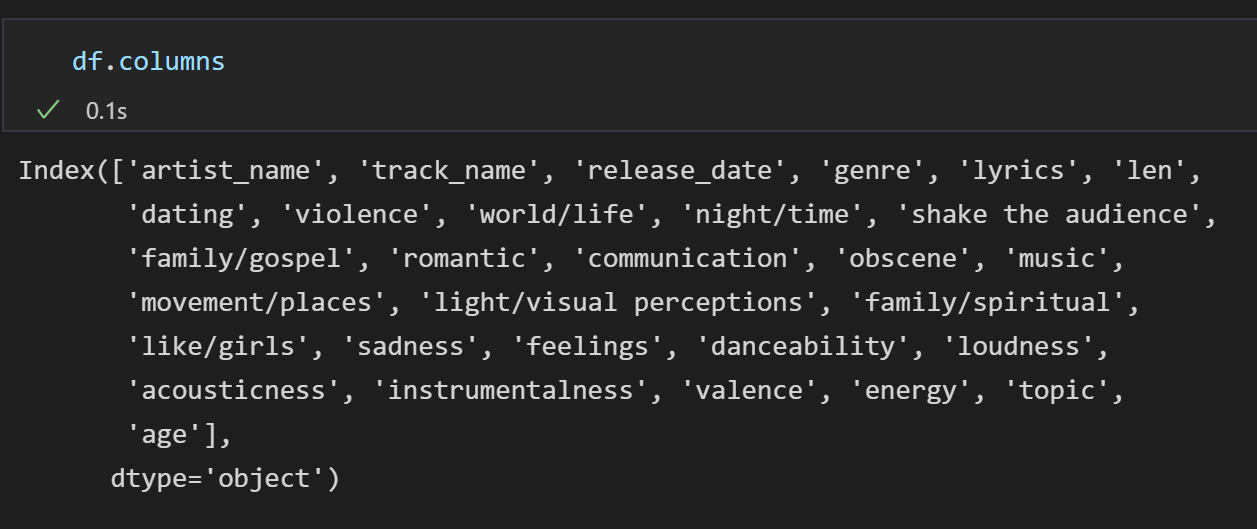 df.columns
0.1s
Index(['artist_name', 'track_name', 'release_date', 'genre', 'lyrics', 'len',
'dating', 'violence', 'world/life', 'night/time', 'shake the audience',
'family/gospel', 'romantic', 'communication', 'obscene', 'music',
'movement/places', 'light/visual perceptions', 'family/spiritual',
'like/girls', 'sadness', 'feelings', 'danceability', 'loudness',
'acousticness', 'instrumentalness', 'valence', 'energy', 'topic',
'age'],
dtype='object')